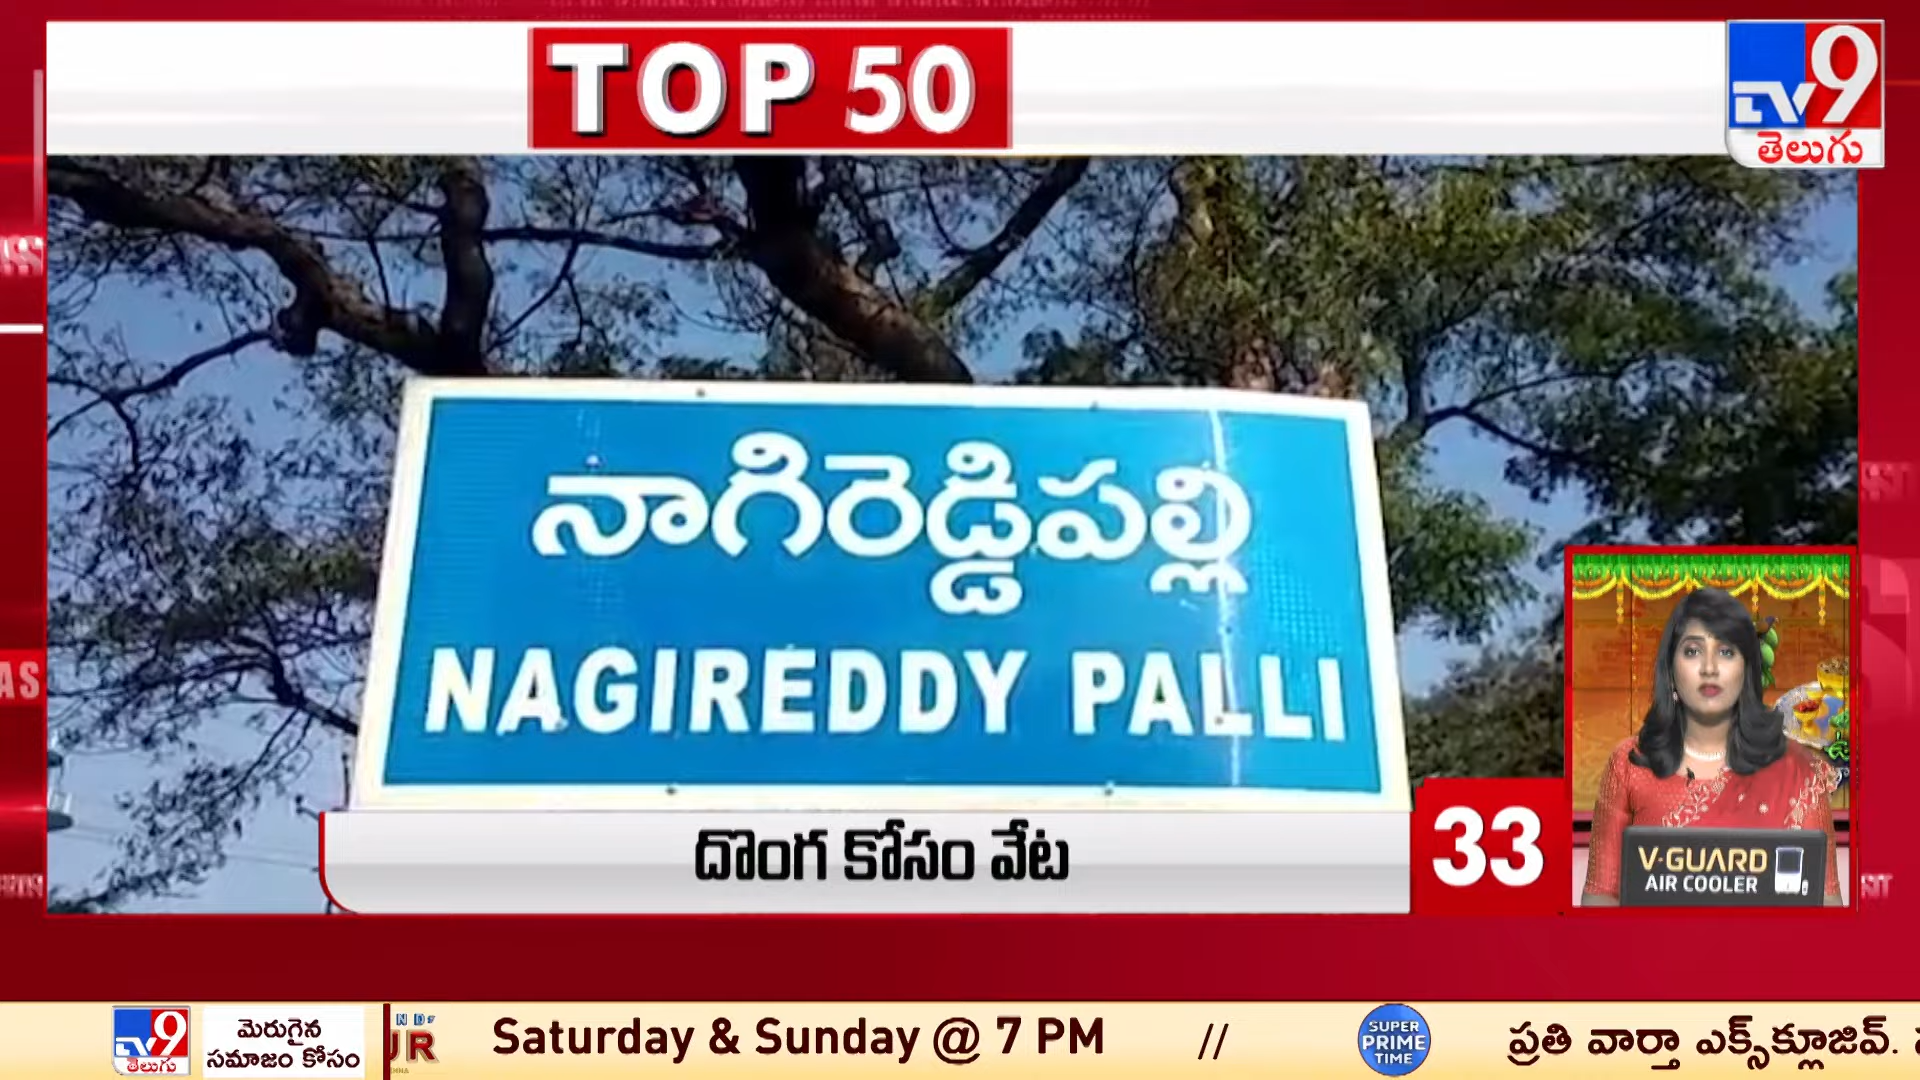 TOP 50
TV9
తెలుగు
నాగిరెడ్డిపల్లి
NAGIREDDY PALLI
దొంగ కోసం వేట
33
V-GUARD
AIR COOLER
TV9
తెలుగు
మెరుగైన
సమాజం కోసం
Saturday & Sunday @ 7 PM //
SUPER
PRIME
TIME
ప్రతి వార్తా ఎక్స్‌క్లూజివ్.